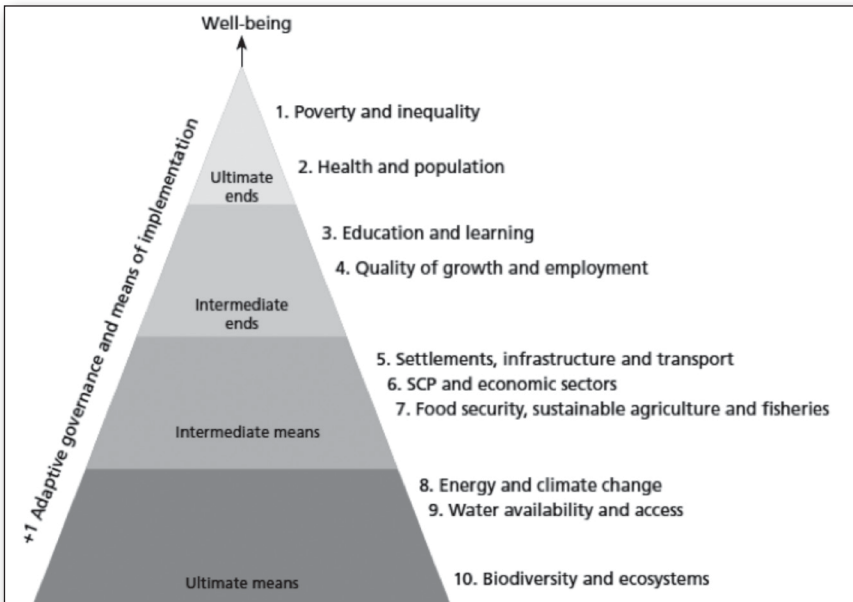 Well-being
+1 Adaptive governance and means of implementation
1. Poverty and inequality
2. Health and population
Ultimate
ends
3. Education and learning
4. Quality of growth and employment
Intermediate
ends
5. Settlements, infrastructure and transport
6. SCP and economic sectors
7. Food security, sustainable agriculture and fisheries
Intermediate means
8. Energy and climate change
9. Water availability and access
10. Biodiversity and ecosystems
Ultimate means